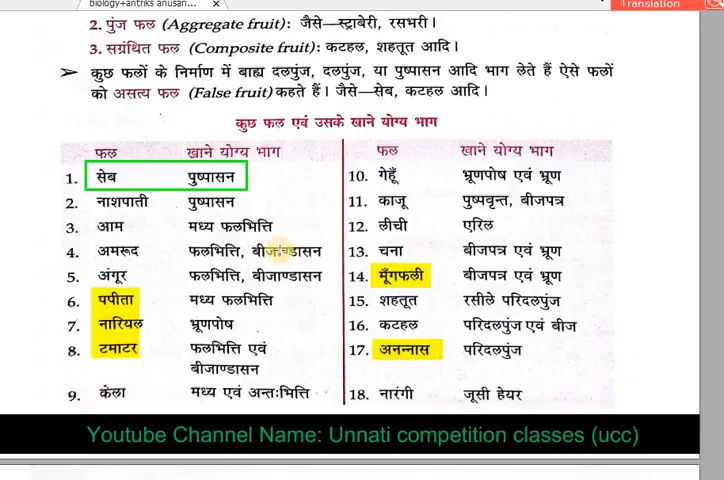 biology+antriks anusan... ×
Translation
2. पुंज फल (Aggregate fruit): जैसे—स्ट्राबेरी, रसभरी।
3. सग्रंथित फल (Composite fruit): कटहल, शहतूत आदि।
➢ कुछ फलों के निर्माण में बाह्य दलपुंज, दलपुंज, या पुष्पासन आदि भाग लेते हैं ऐसे फलों
को असत्य फल (False fruit) कहते हैं। जैसे—सेब, कटहल आदि।
कुछ फल एवं उसके खाने योग्य भाग
फल खाने योग्य भाग
1. सेब पुष्पासन
2. नाशपाती पुष्पासन
3. आम मध्य फलभित्ति
4. अमरूद फलभित्ति, बीजाण्डासन
5. अंगूर फलभित्ति, बीजाण्डासन
6. पपीता मध्य फलभित्ति
7. नारियल भ्रूणपोष
8. टमाटर फलभित्ति एवं
बीजाण्डासन
9. केला मध्य एवं अन्तःभित्ति
फल खाने योग्य भाग
10. गेहूँ भ्रूणपोष एवं भ्रूण
11. काजू पुष्पवृन्त, बीजपत्र
12. लीची एरिल
13. चना बीजपत्र एवं भ्रूण
14. मूँगफली बीजपत्र एवं भ्रूण
15. शहतूत रसीले परिदलपुंज
16. कटहल परिदलपुंज एवं बीज
17. अनन्नास परिदलपुंज
18. नारंगी जूसी हेयर
Youtube Channel Name: Unnati competition classes (ucc)